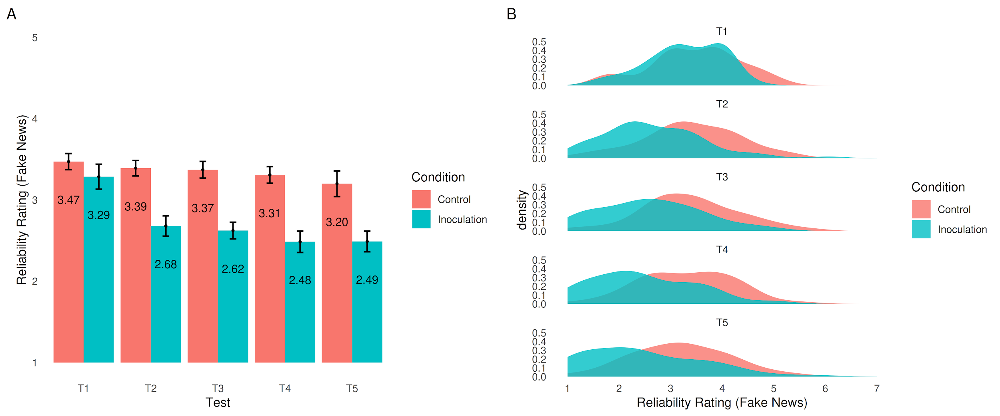 A
5
4
3
2
1
Reliability Rating (Fake News)
3.47
3.29
3.39
2.68
3.37
2.62
3.31
2.48
3.20
2.49
T1 T2 T3 T4 T5
Test
Condition
Control
Inoculation
B
density
T1
0.5
0.4
0.3
0.2
0.1
0.0
T2
0.5
0.4
0.3
0.2
0.1
0.0
T3
0.5
0.4
0.3
0.2
0.1
0.0
T4
0.5
0.4
0.3
0.2
0.1
0.0
T5
0.5
0.4
0.3
0.2
0.1
0.0
1 2 3 4 5 6 7
Reliability Rating (Fake News)
Condition
Control
Inoculation